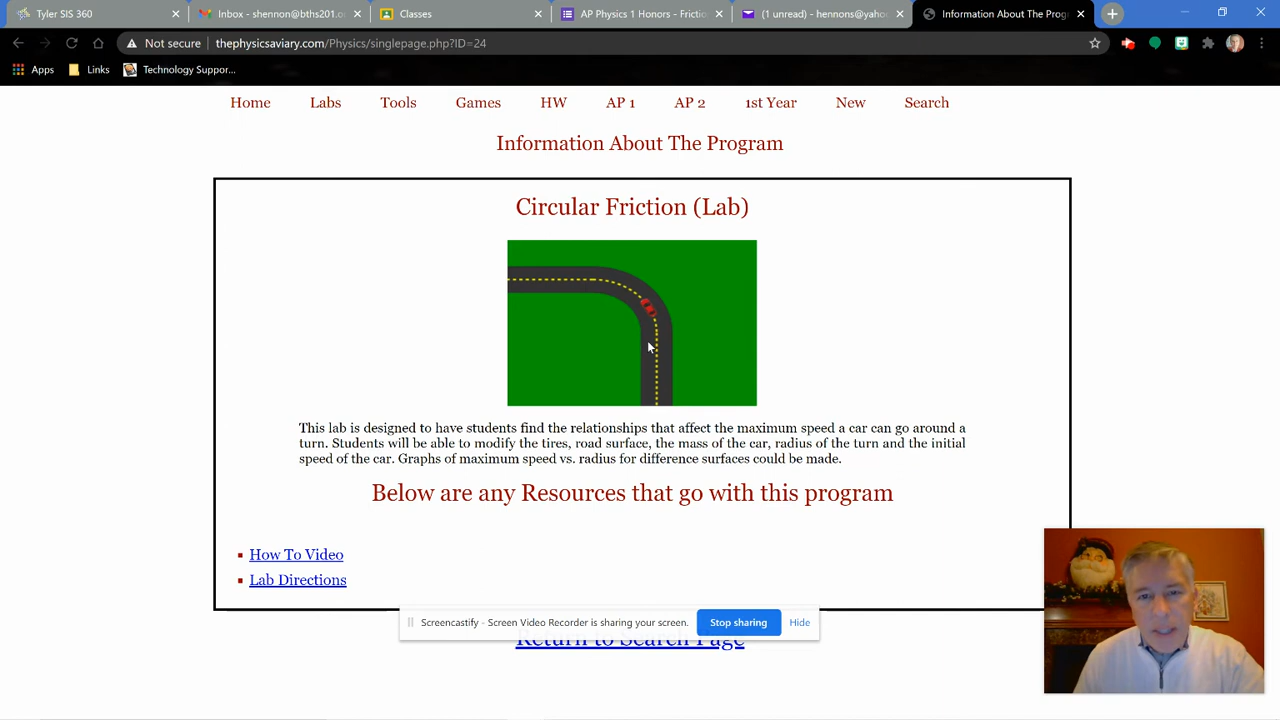 Tyler SIS 360
Inbox - shennon@bths201.o
Classes
AP Physics 1 Honors - Frictio
(1 unread) - hennons@yahoo
Information About The Prog
Not secure | thephysicsaviary.com/Physics/singlepage.php?ID=24
Apps Links Technology Suppor...
Home Labs Tools Games HW AP 1 AP 2 1st Year New Search
Information About The Program
Circular Friction (Lab)
This lab is designed to have students find the relationships that affect the maximum speed a car can go around a
turn. Students will be able to modify the tires, road surface, the mass of the car, radius of the turn and the initial
speed of the car. Graphs of maximum speed vs. radius for difference surfaces could be made.
Below are any Resources that go with this program
How To Video
Lab Directions
Screencastify - Screen Video Recorder is sharing your screen. Stop sharing Hide
Return to Search Page